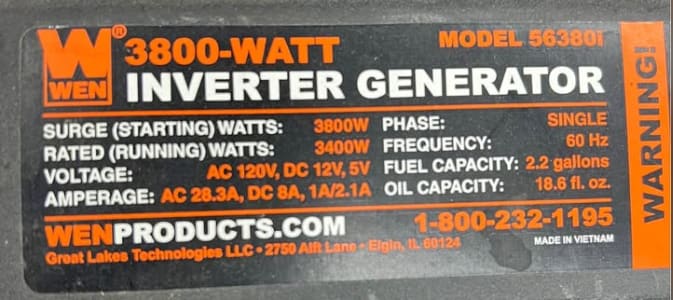 WEN®
3800-WATT
MODEL 56380i
INVERTER GENERATOR
SURGE (STARTING) WATTS: 3800W
RATED (RUNNING) WATTS: 3400W
VOLTAGE: AC 120V, DC 12V, 5V
AMPERAGE: AC 28.3A, DC 8A, 1A/2.1A
PHASE: SINGLE
FREQUENCY: 60 Hz
FUEL CAPACITY: 2.2 gallons
OIL CAPACITY: 18.6 fl. oz.
WENPRODUCTS.COM
1-800-232-1195
Great Lakes Technologies LLC • 2750 Alft Lane • Elgin, IL 60124
MADE IN VIETNAM
WARNING